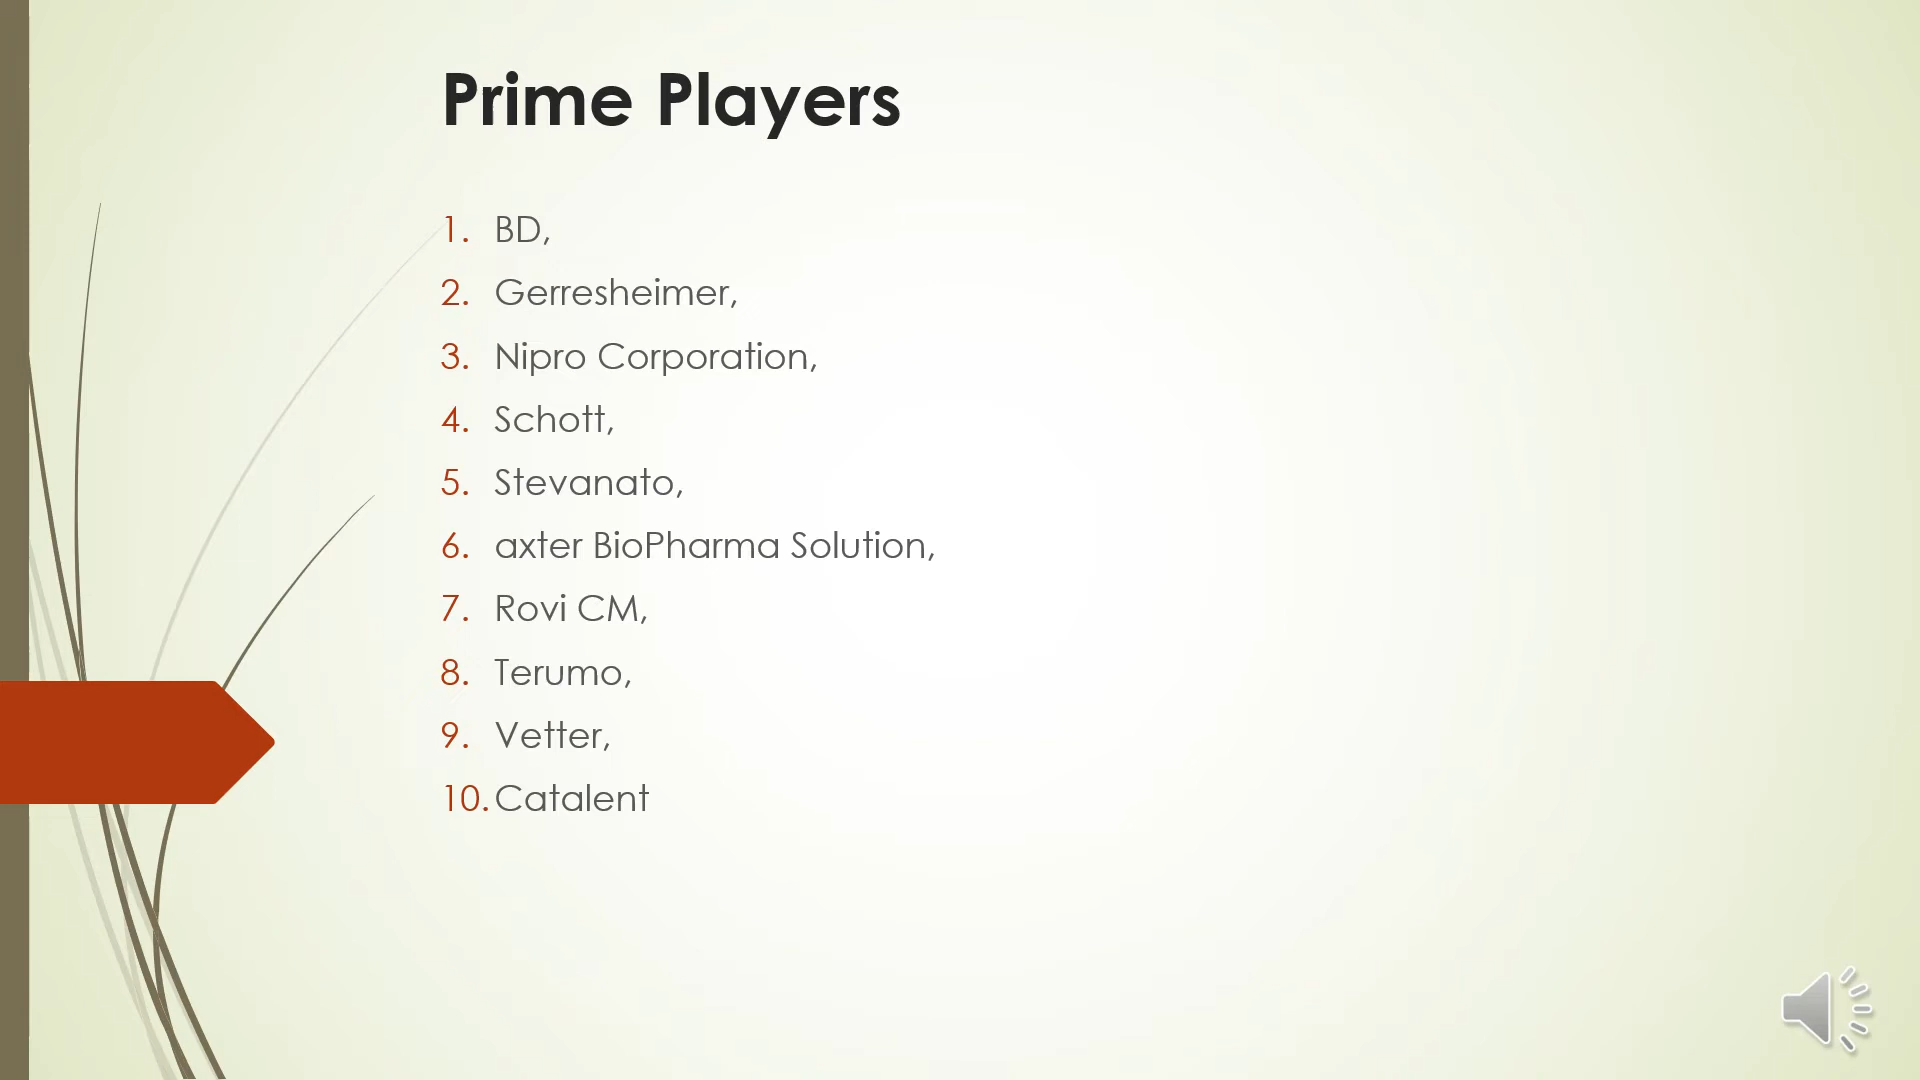 Prime Players
1. BD,
2. Gerresheimer,
3. Nipro Corporation,
4. Schott,
5. Stevanato,
6. axter BioPharma Solution,
7. Rovi CM,
8. Terumo,
9. Vetter,
10. Catalent